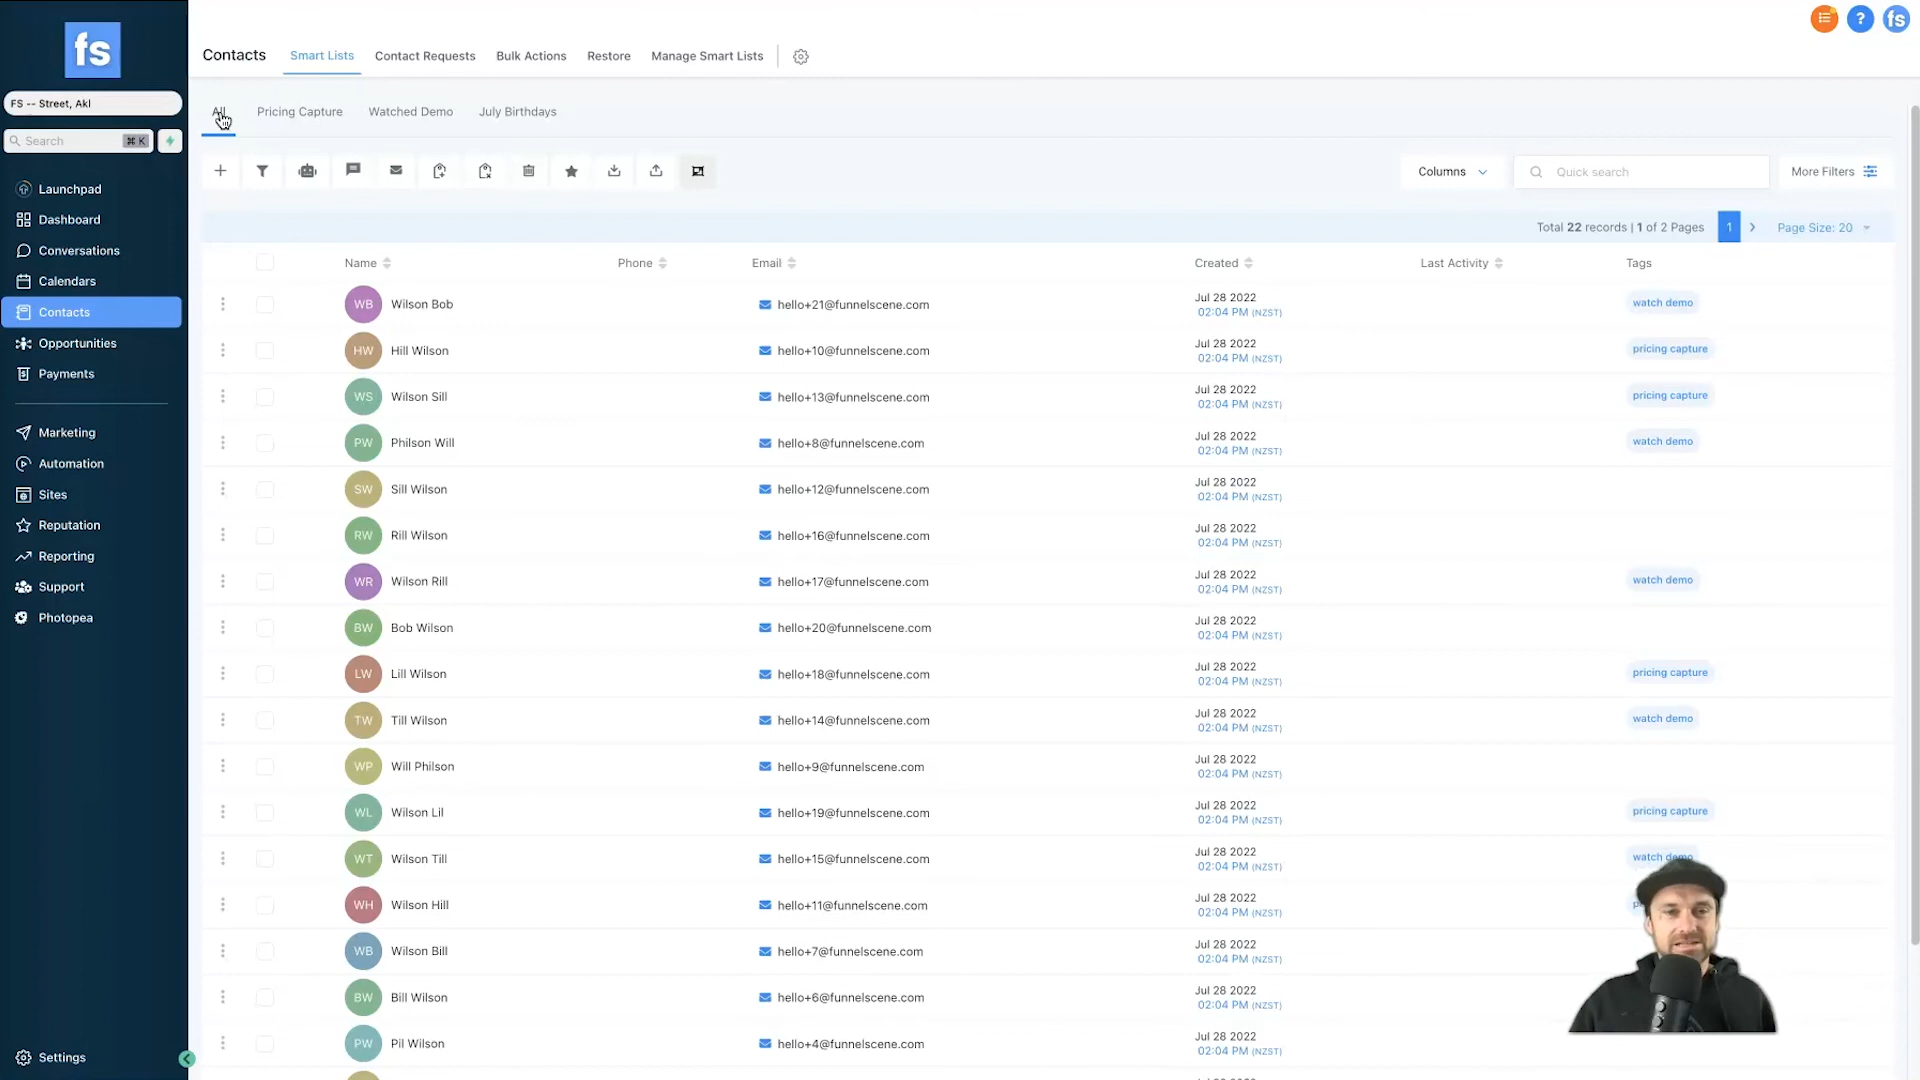 fs
FS -- Street, Akl
Search ⌘ K
Launchpad
Dashboard
Conversations
Calendars
Contacts
Opportunities
Payments
Marketing
Automation
Sites
Reputation
Reporting
Support
Photopea
Settings
? fs
Contacts Smart Lists Contact Requests Bulk Actions Restore Manage Smart Lists
All Pricing Capture Watched Demo July Birthdays
Columns Quick search More Filters
Total 22 records | 1 of 2 Pages 1 Page Size: 20
Name Phone Email Created Last Activity Tags
WB Wilson Bob hello+21@funnelscene.com Jul 28 2022 watch demo
02:04 PM (NZST)
HW Hill Wilson hello+10@funnelscene.com Jul 28 2022 pricing capture
02:04 PM (NZST)
WS Wilson Sill hello+13@funnelscene.com Jul 28 2022 pricing capture
02:04 PM (NZST)
PW Philson Will hello+8@funnelscene.com Jul 28 2022 watch demo
02:04 PM (NZST)
SW Sill Wilson hello+12@funnelscene.com Jul 28 2022
02:04 PM (NZST)
RW Rill Wilson hello+16@funnelscene.com Jul 28 2022
02:04 PM (NZST)
WR Wilson Rill hello+17@funnelscene.com Jul 28 2022 watch demo
02:04 PM (NZST)
BW Bob Wilson hello+20@funnelscene.com Jul 28 2022
02:04 PM (NZST)
LW Lill Wilson hello+18@funnelscene.com Jul 28 2022 pricing capture
02:04 PM (NZST)
TW Till Wilson hello+14@funnelscene.com Jul 28 2022 watch demo
02:04 PM (NZST)
WP Will Philson hello+9@funnelscene.com Jul 28 2022
02:04 PM (NZST)
WL Wilson Lil hello+19@funnelscene.com Jul 28 2022 pricing capture
02:04 PM (NZST)
WT Wilson Till hello+15@funnelscene.com Jul 28 2022 watch demo
02:04 PM (NZST)
WH Wilson Hill hello+11@funnelscene.com Jul 28 2022
02:04 PM (NZST)
WB Wilson Bill hello+7@funnelscene.com Jul 28 2022
02:04 PM (NZST)
BW Bill Wilson hello+6@funnelscene.com Jul 28 2022
02:04 PM (NZST)
PW Pil Wilson hello+4@funnelscene.com Jul 28 2022
02:04 PM (NZST)